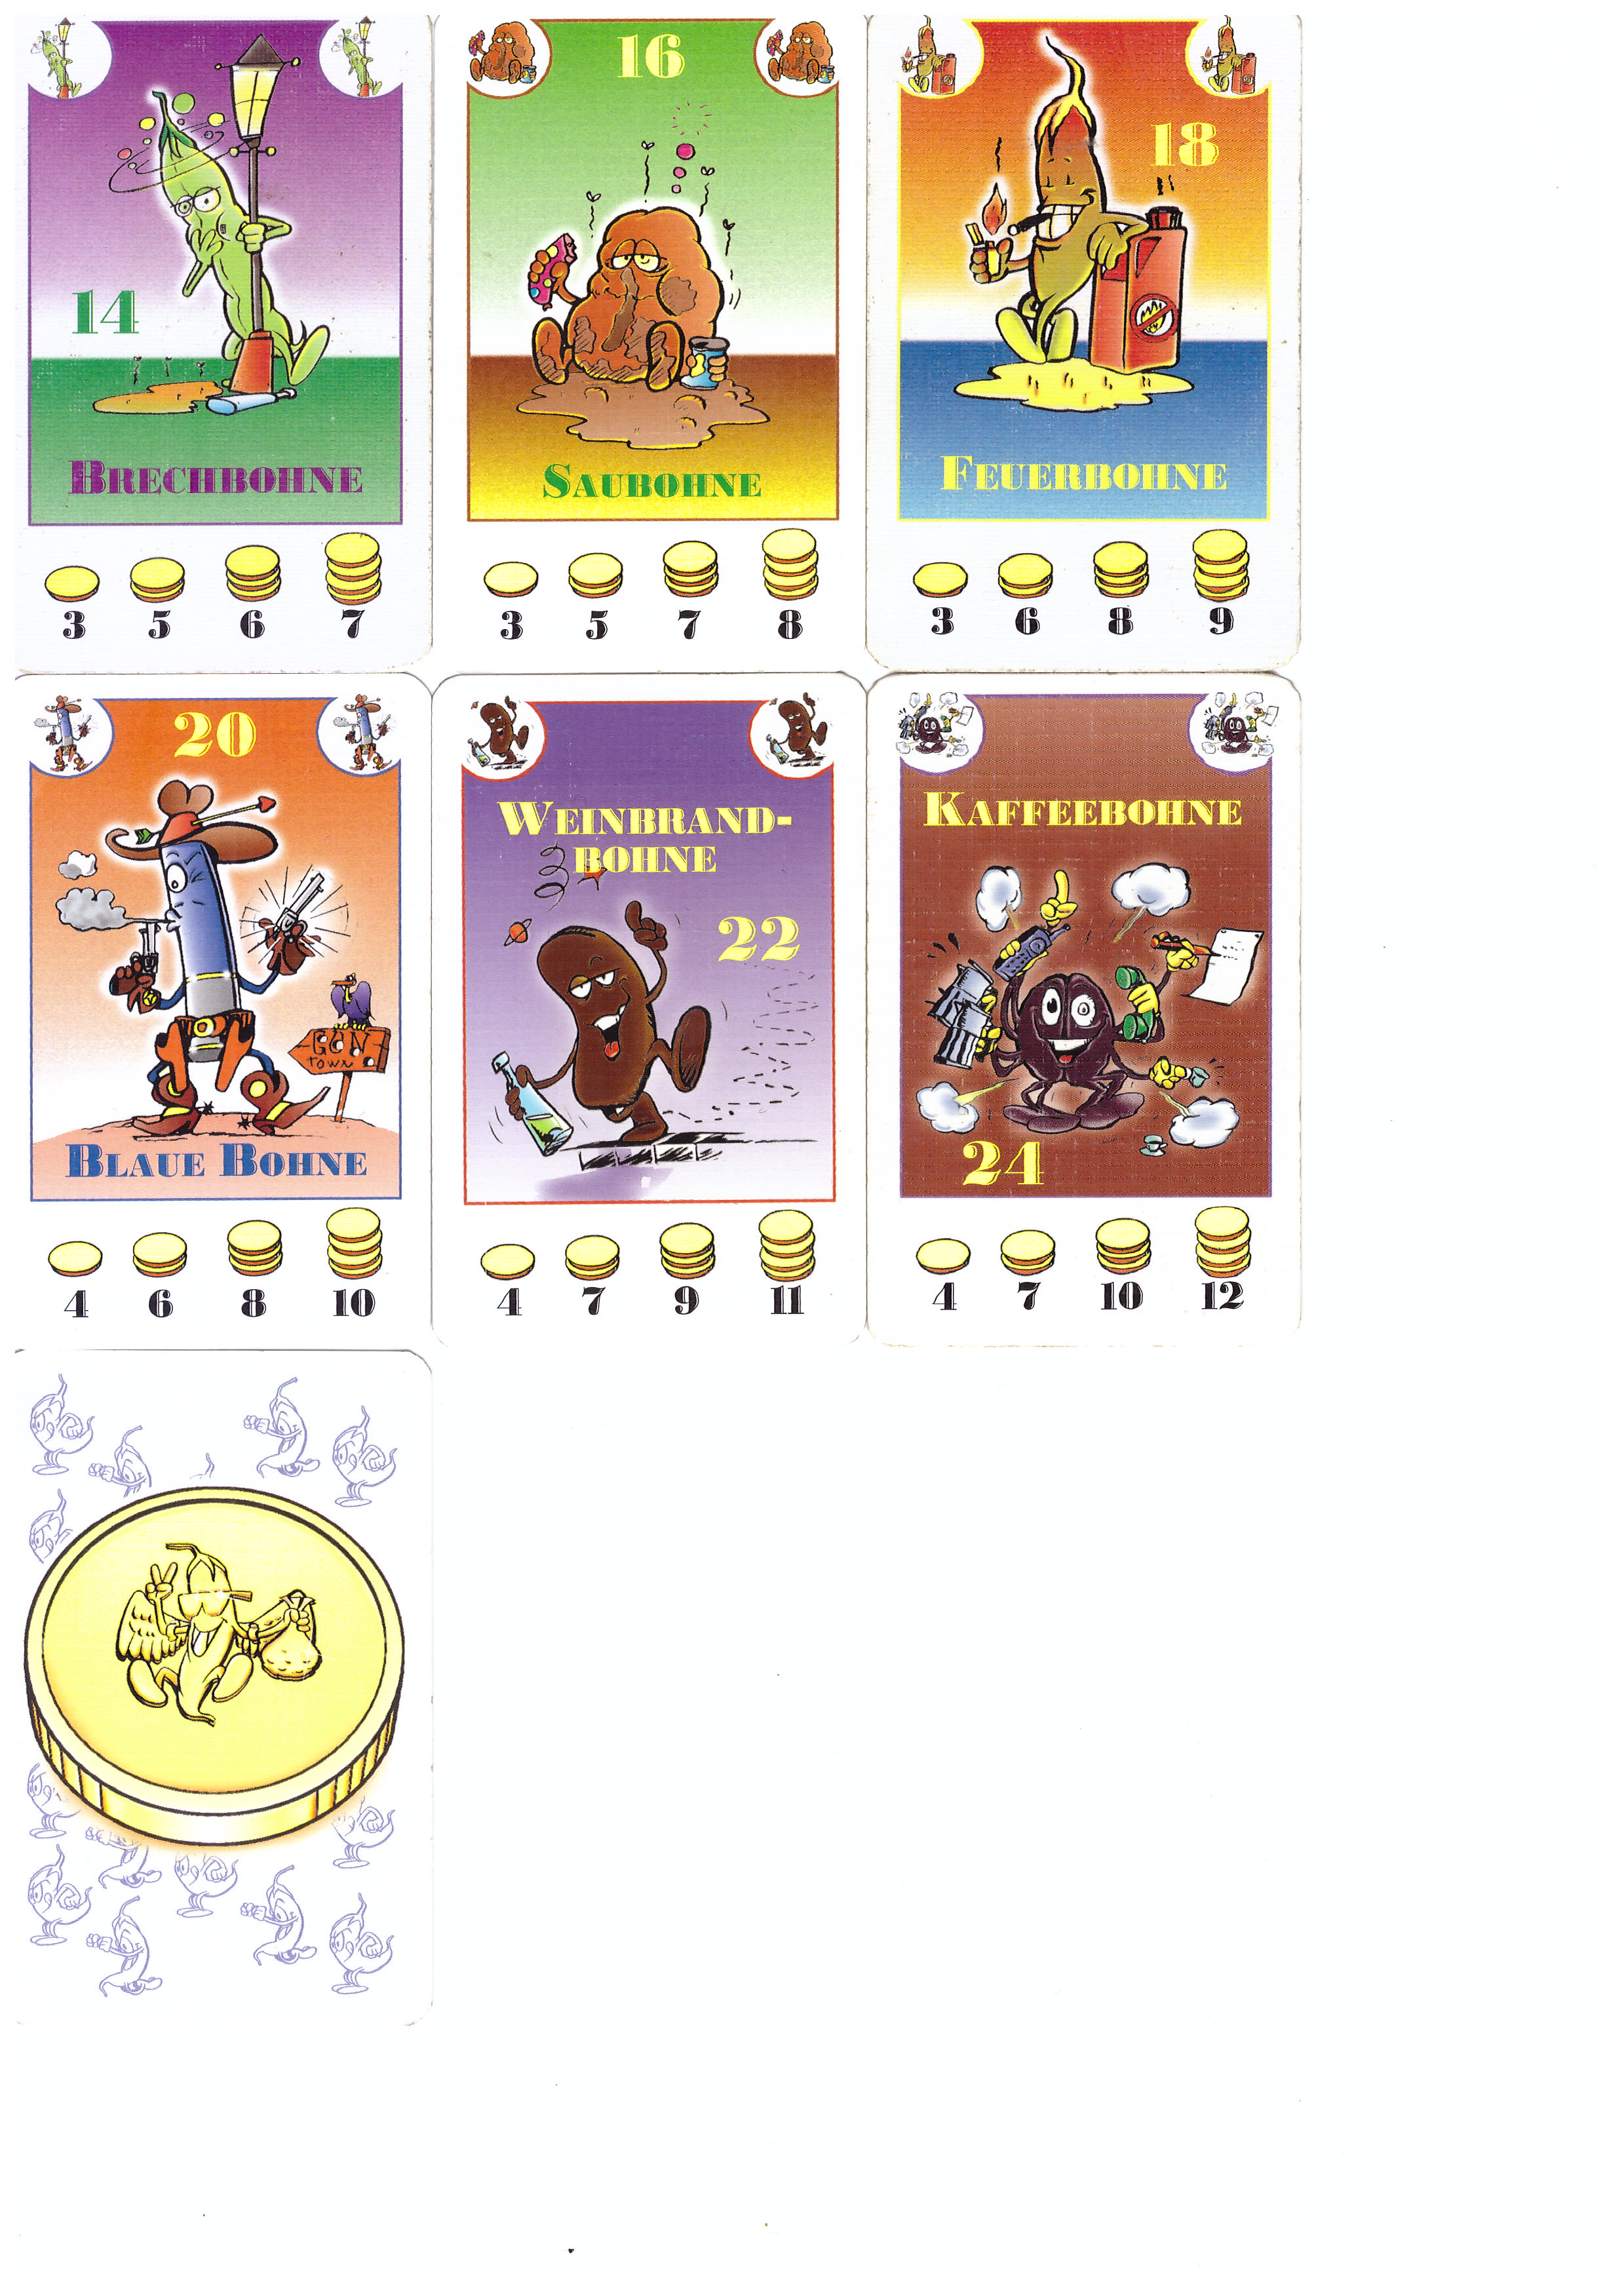 16
18
14
BRECHBOHNE
SAUBOHNE
FEUERBOHNE
3 5 6 7
3 5 7 8
3 6 8 9
20
WEINBRAND-
BOHNE
KAFFEEBOHNE
22
GUN
TOWN
BLAUE BOHNE
24
4 6 8 10
4 7 9 11
4 7 10 12